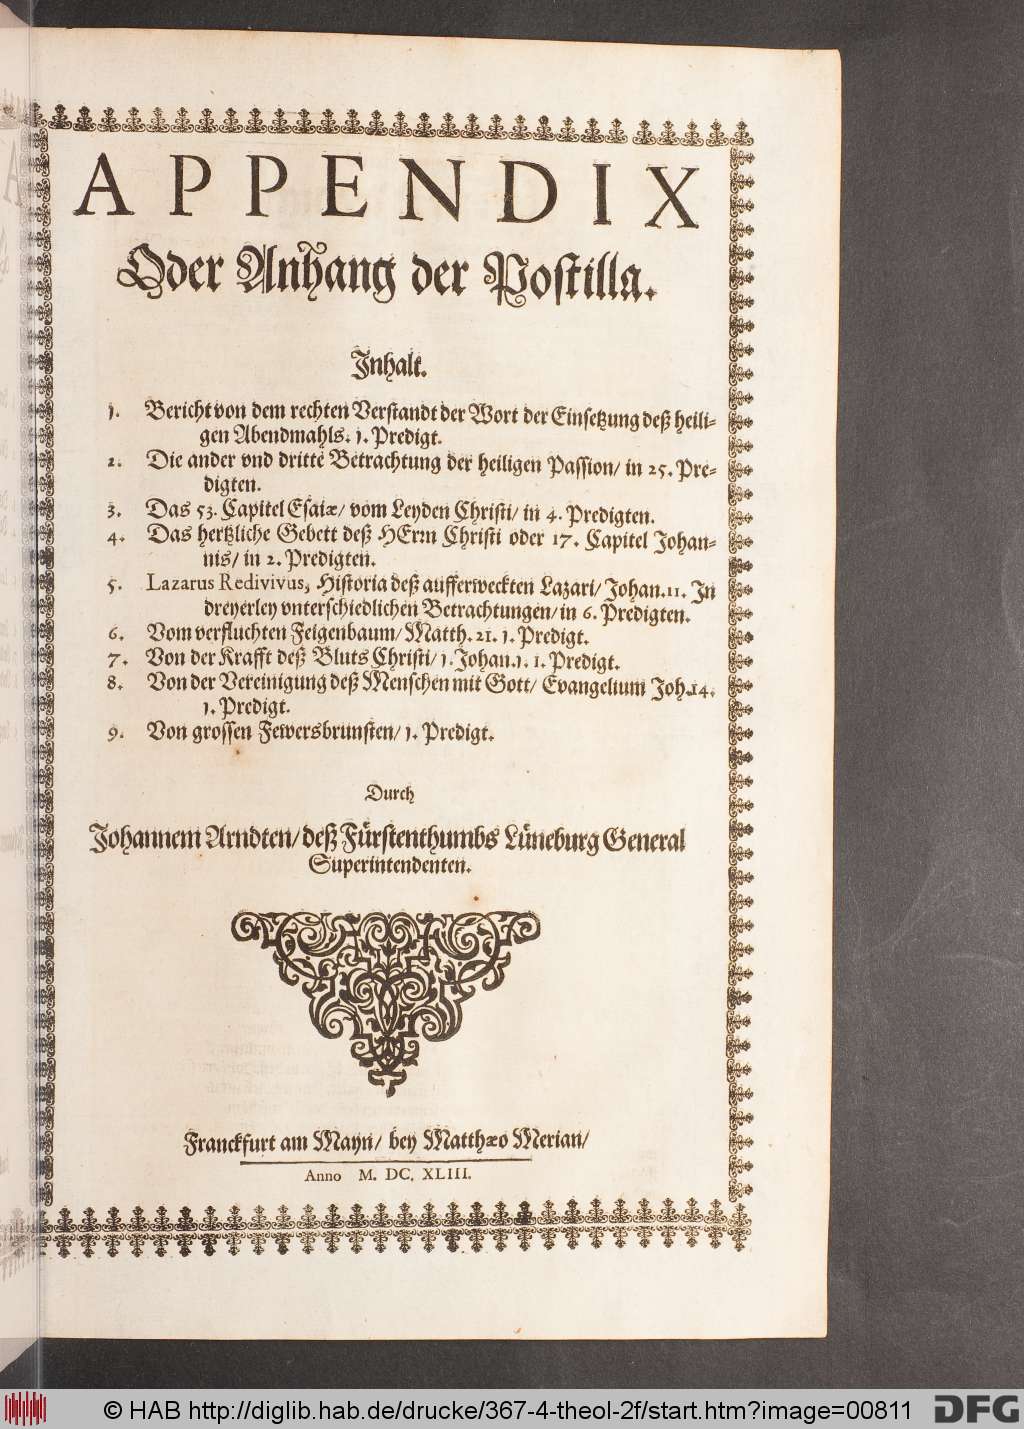 APPENDIX
Oder Anhang der Postilla.
Inhalt.
1. Bericht von dem rechten Verstandt der Wort der Einsetzung deß heili-
gen Abendmahls. 1. Predigt.
2. Die ander vnd dritte Betrachtung der heiligen Passion/ in 25. Pre-
digten.
3. Das 53. Capitel Esaiæ/ vom Leyden Christi/ in 4. Predigten.
4. Das hertzliche Gebett deß HErrn Christi oder 17. Capitel Johan-
nis/ in 2. Predigten.
5. Lazarus Redivivus, Historia deß aufferweckten Lazari/ Johan. 11. In
dreyerley vnterschiedlichen Betrachtungen/ in 6. Predigten.
6. Vom verfluchten Feigenbaum/ Matth. 21. 1. Predigt.
7. Von der Krafft deß Bluts Christi/ 1. Johan. 1. 1. Predigt.
8. Von der Vereinigung deß Menschen mit Gott/ Evangelium Joh. 14.
1. Predigt.
9. Von grossen Fewersbrunsten/ 1. Predigt.
Durch
Johannem Arndten/ deß Fürstenthumbs Lüneburg General
Superintendenten.
Franckfurt am Mayn/ bey Matthæo Merian/
Anno M. DC. XLIII.
© HAB http://diglib.hab.de/drucke/367-4-theol-2f/start.htm?image=00811
DFG